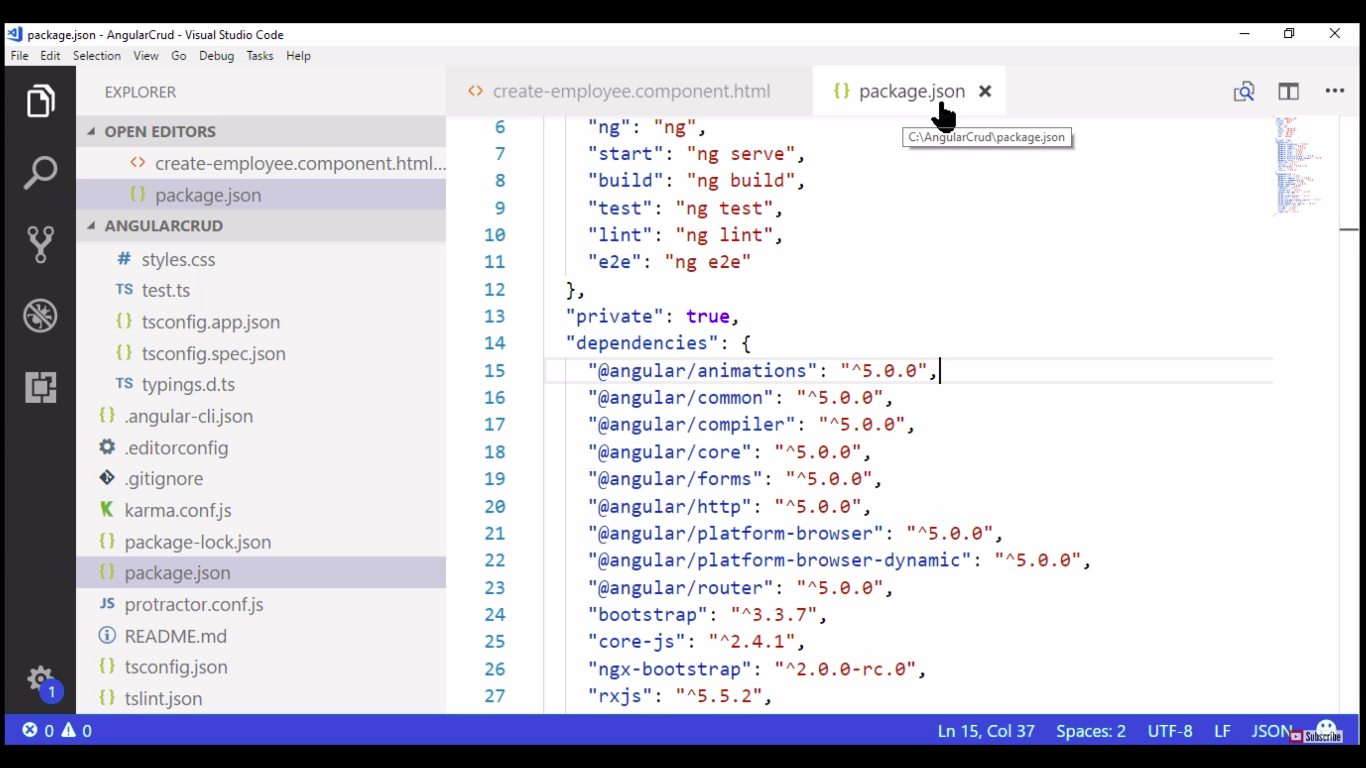 package.json - AngularCrud - Visual Studio Code
File Edit Selection View Go Debug Tasks Help
EXPLORER
OPEN EDITORS
<> create-employee.component.html...
{} package.json
ANGULARCRUD
# styles.css
TS test.ts
{} tsconfig.app.json
{} tsconfig.spec.json
TS typings.d.ts
{} .angular-cli.json
.editorconfig
.gitignore
K karma.conf.js
{} package-lock.json
{} package.json
JS protractor.conf.js
README.md
{} tsconfig.json
{} tslint.json
1
<> create-employee.component.html
{} package.json
C:\AngularCrud\package.json
6 "ng": "ng",
7 "start": "ng serve",
8 "build": "ng build",
9 "test": "ng test",
10 "lint": "ng lint",
11 "e2e": "ng e2e"
12 },
13 "private": true,
14 "dependencies": {
15 "@angular/animations": "^5.0.0",
16 "@angular/common": "^5.0.0",
17 "@angular/compiler": "^5.0.0",
18 "@angular/core": "^5.0.0",
19 "@angular/forms": "^5.0.0",
20 "@angular/http": "^5.0.0",
21 "@angular/platform-browser": "^5.0.0",
22 "@angular/platform-browser-dynamic": "^5.0.0",
23 "@angular/router": "^5.0.0",
24 "bootstrap": "^3.3.7",
25 "core-js": "^2.4.1",
26 "ngx-bootstrap": "^2.0.0-rc.0",
27 "rxjs": "^5.5.2",
0 0 Ln 15, Col 37 Spaces: 2 UTF-8 LF JSON
Subscribe